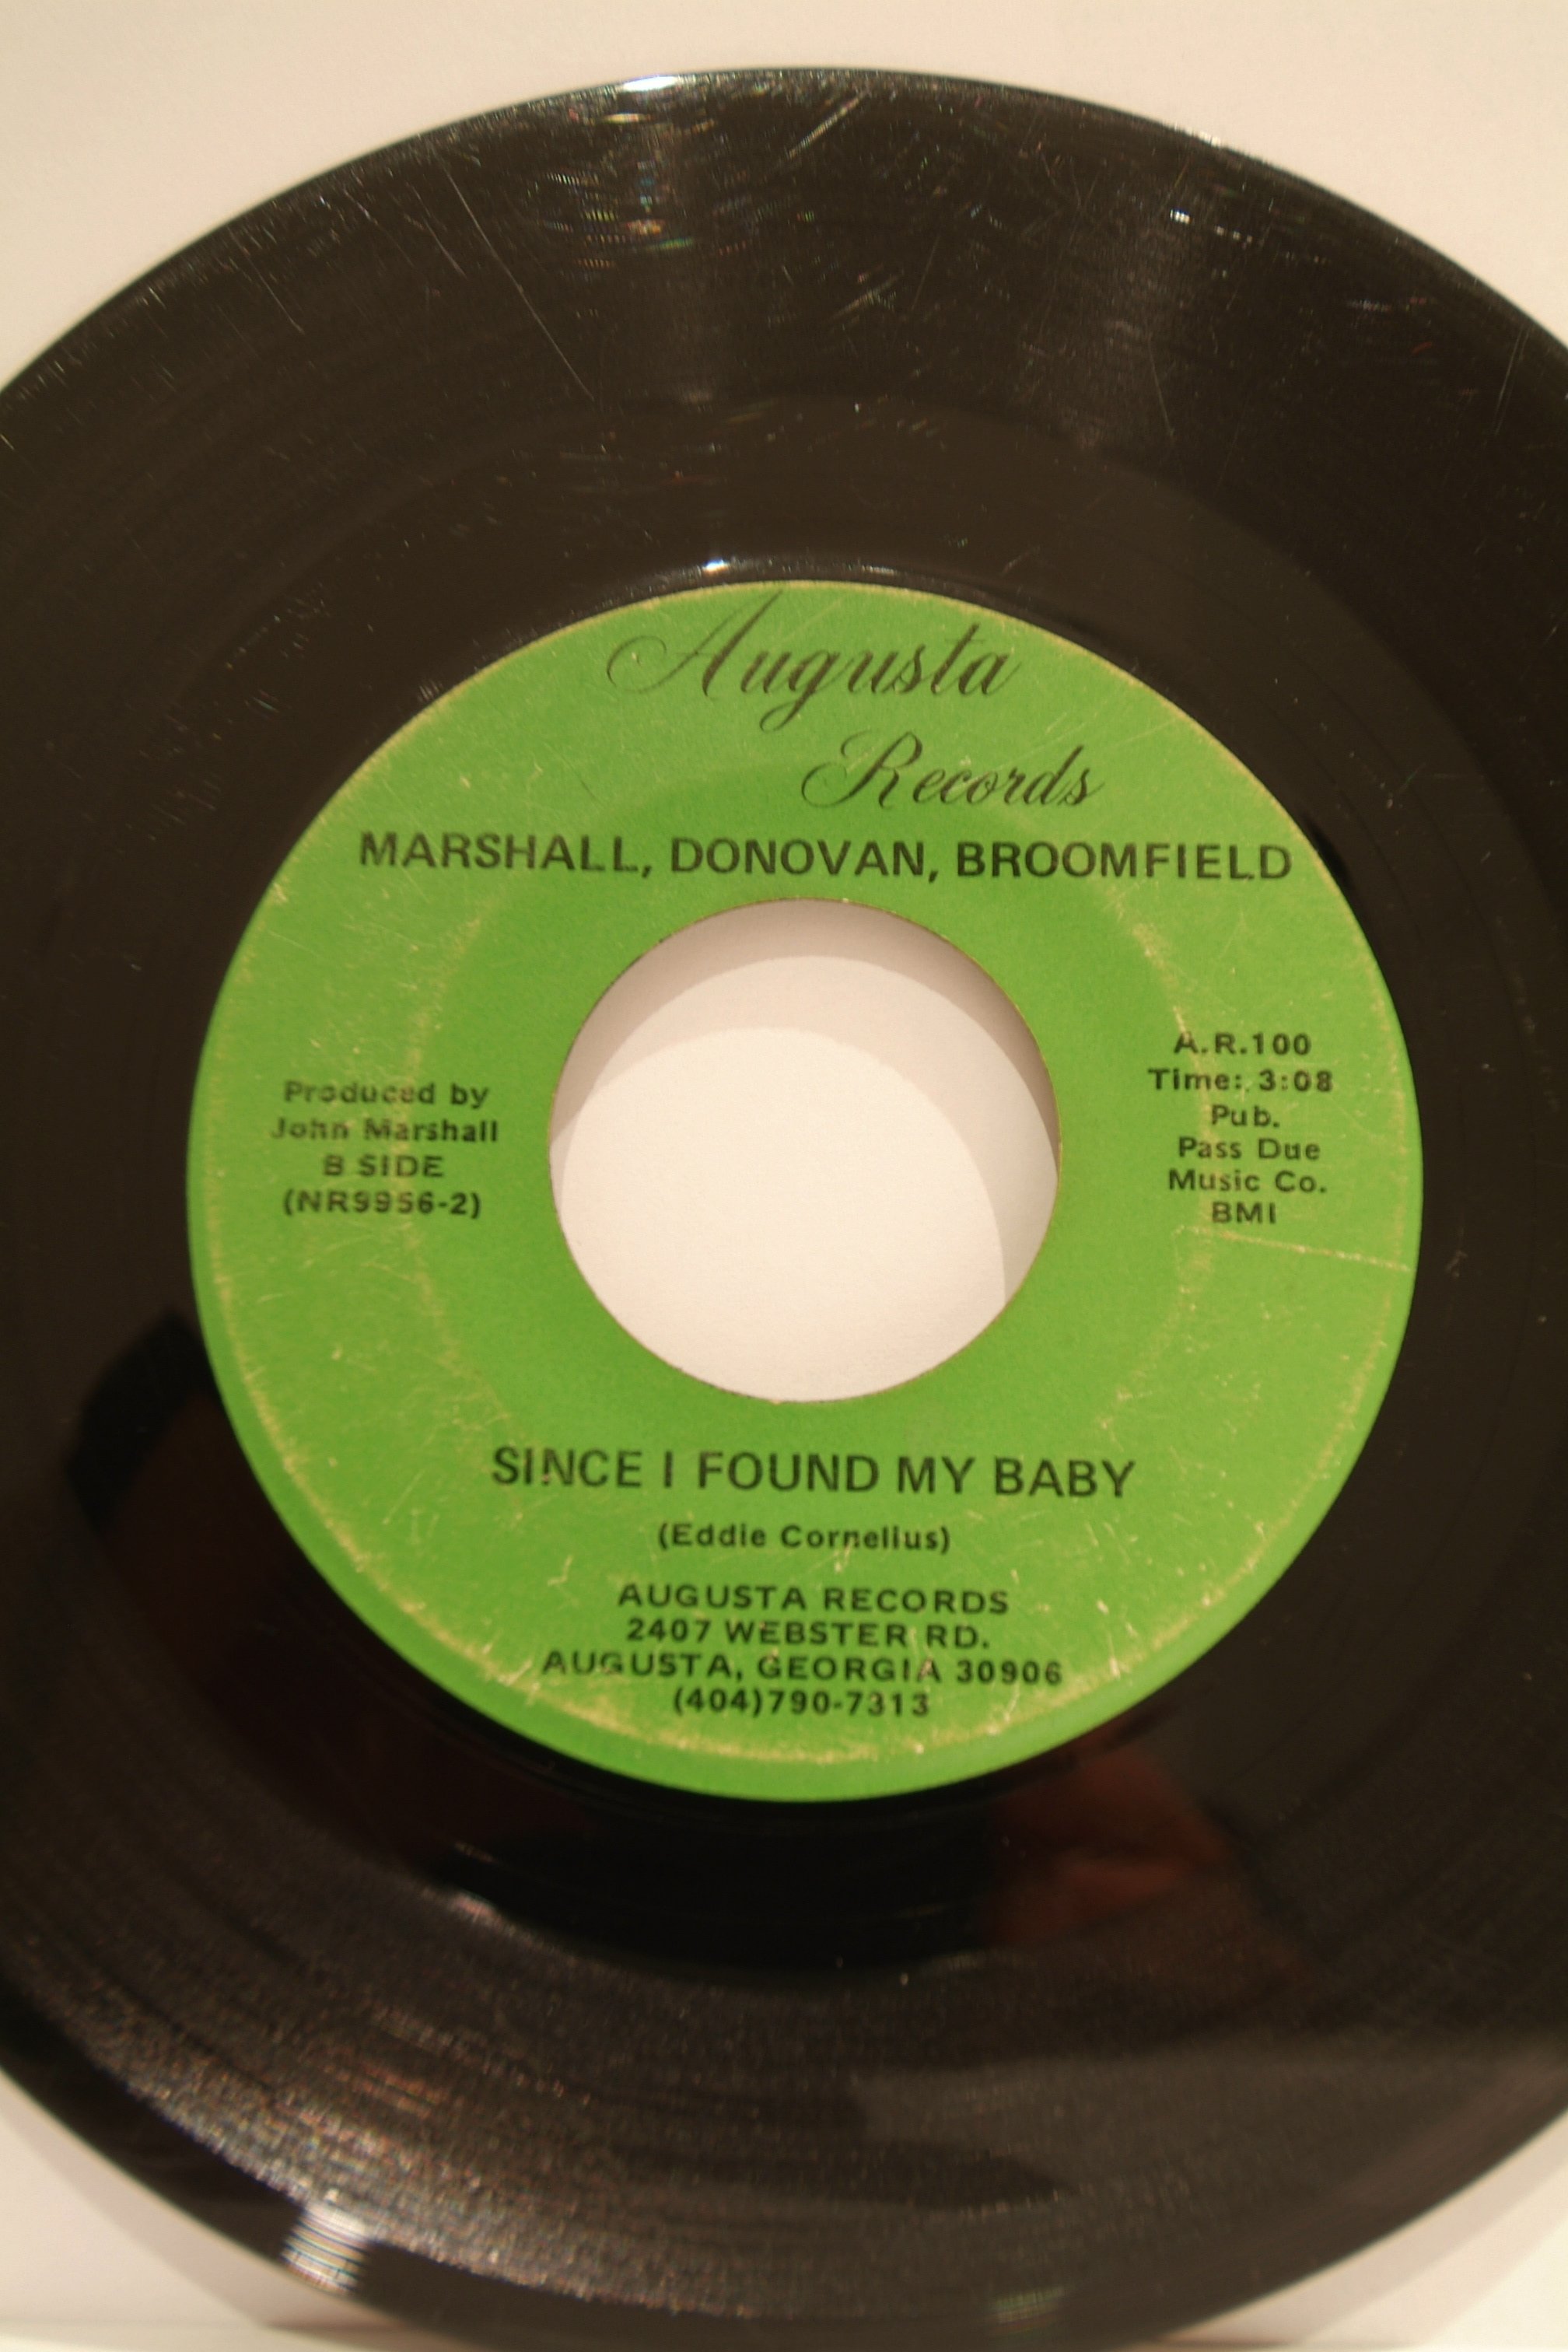 Augusta
Records
MARSHALL, DONOVAN, BROOMFIELD
Produced by
John Marshall
B SIDE
(NR9956-2)
A.R.100
Time: 3:08
Pub.
Pass Due
Music Co.
BMI
SINCE I FOUND MY BABY
(Eddie Cornelius)
AUGUSTA RECORDS
2407 WEBSTER RD.
AUGUSTA, GEORGIA 30906
(404)790-7313